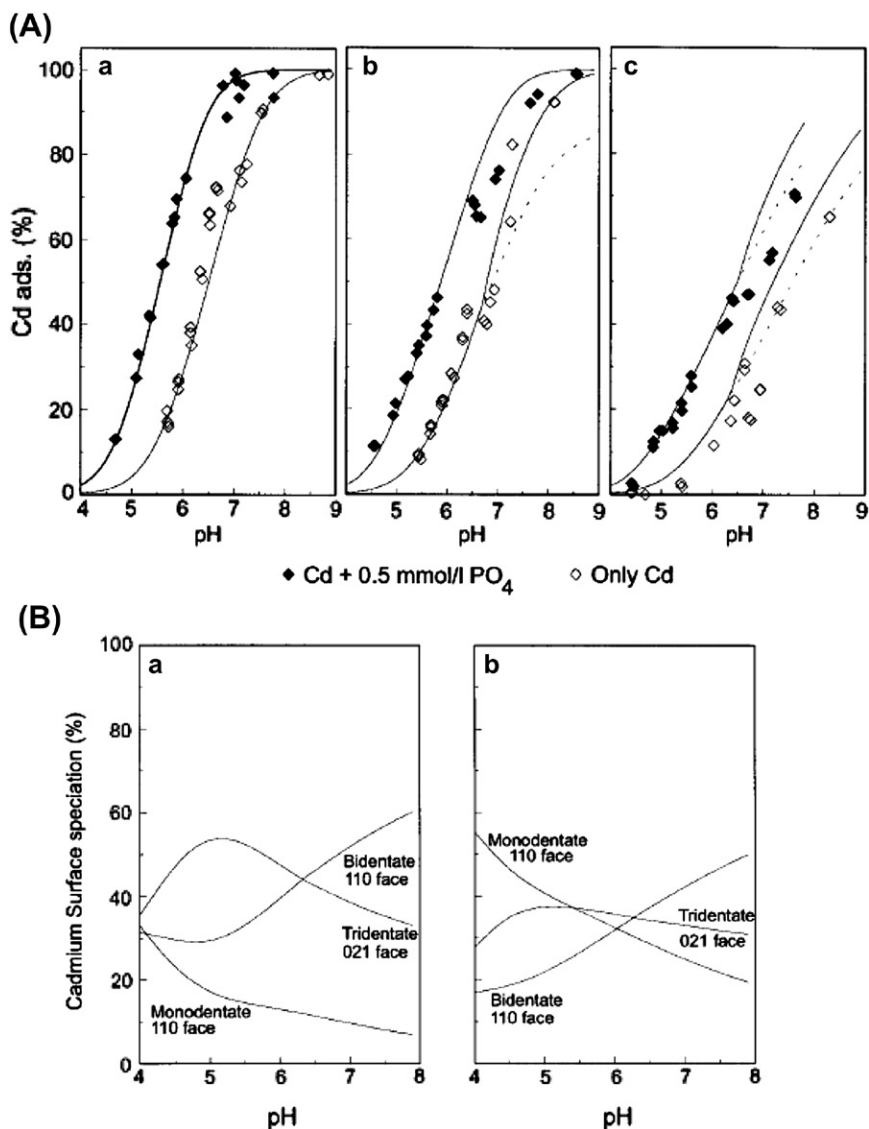 (A)
a
b
c
100
80
60
40
20
0
Cd ads. (%)
4 5 6 7 8 9
5 6 7 8 9
5 6 7 8 9
pH
pH
pH
◆ Cd + 0.5 mmol/l PO4 ◇ Only Cd
(B)
a
b
100
80
60
40
20
0
Cadmium Surface speciation (%)
Bidentate
110 face
Tridentate
021 face
Monodentate
110 face
Monodentate
110 face
Tridentate
021 face
Bidentate
110 face
4 5 6 7 8
4 5 6 7 8
pH
pH